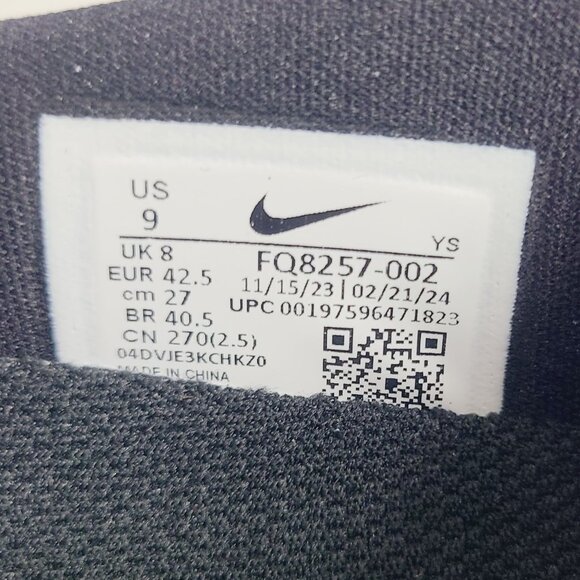 US
9
YS
UK 8
EUR 42.5
cm 27
BR 40.5
CN 270(2.5)
04DVJE3KCHKZ0
MADE IN CHINA
FQ8257-002
11/15/23 | 02/21/24
UPC 00197596471823